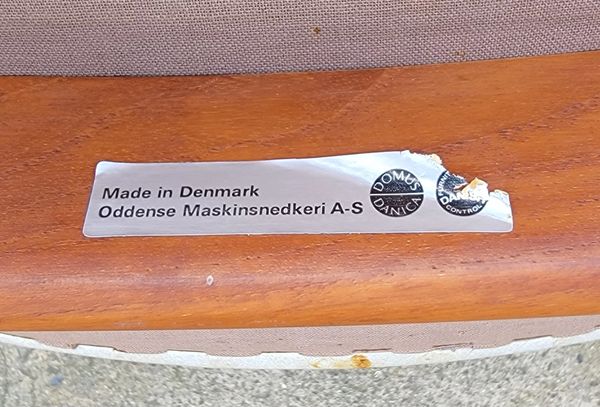 Made in Denmark
Oddense Maskinsnedkeri A-S
DOMUS
DANICA
CONTROL